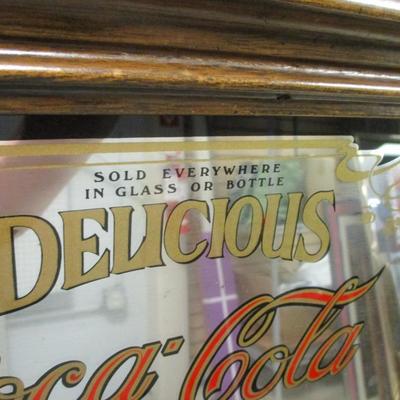 SOLD EVERYWHERE
IN GLASS OR BOTTLE
DELICIOUS
Coca-Cola